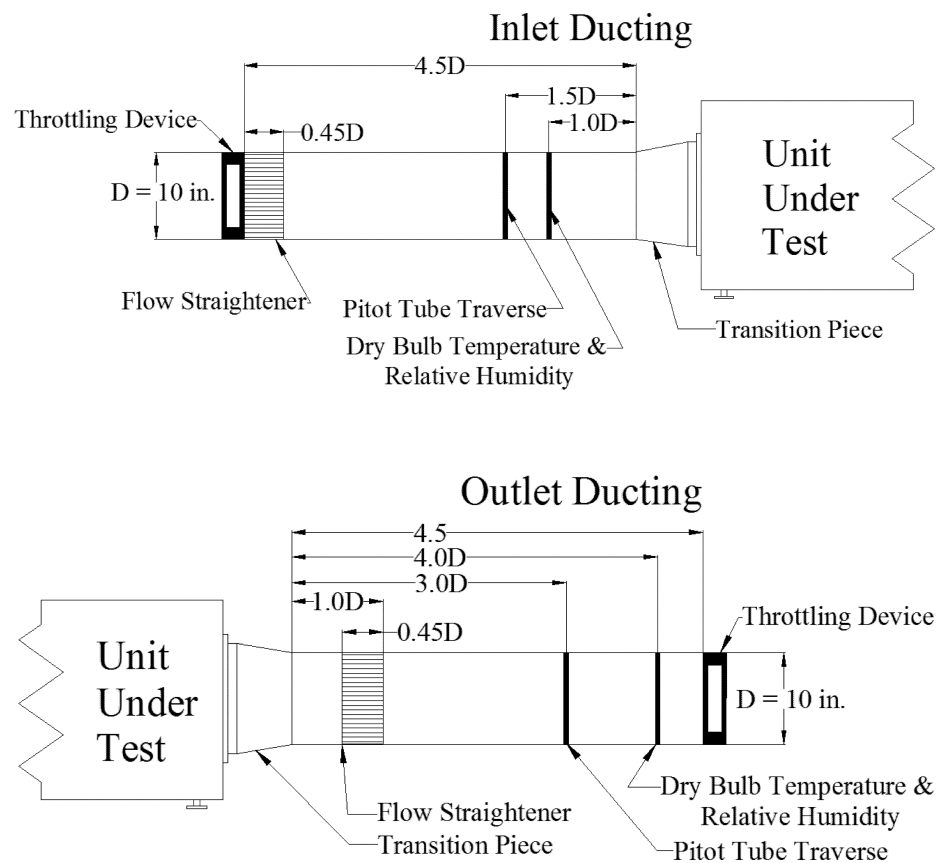 Inlet Ducting
4.5D
1.5D
1.0D
Throttling Device
0.45D
D = 10 in.
Unit
Under
Test
Flow Straightener
Pitot Tube Traverse
Transition Piece
Dry Bulb Temperature &
Relative Humidity
Outlet Ducting
4.5
4.0D
3.0D
1.0D
Throttling Device
0.45D
Unit
Under
Test
D = 10 in.
Dry Bulb Temperature &
Relative Humidity
Flow Straightener
Transition Piece
Pitot Tube Traverse